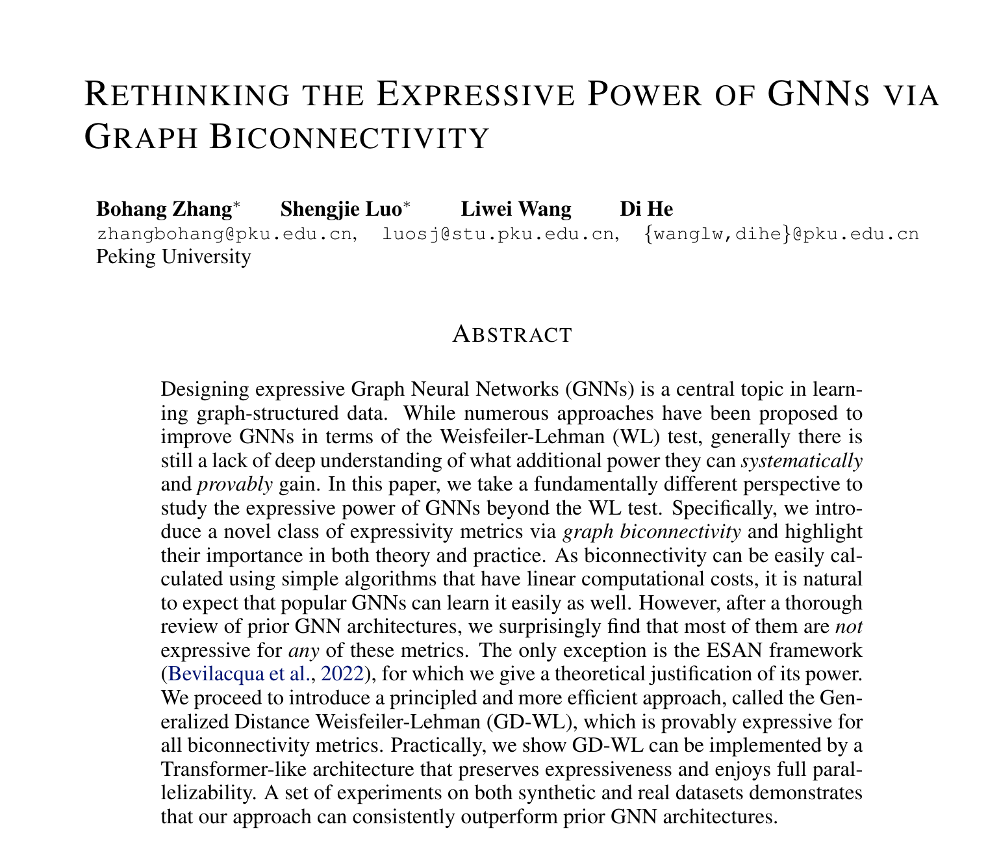 RETHINKING THE EXPRESSIVE POWER OF GNNS VIA
GRAPH BICONNECTIVITY
Bohang Zhang* Shengjie Luo* Liwei Wang Di He
zhangbohang@pku.edu.cn, luosj@stu.pku.edu.cn, {wanglw,dihe}@pku.edu.cn
Peking University
ABSTRACT
Designing expressive Graph Neural Networks (GNNs) is a central topic in learn-
ing graph-structured data. While numerous approaches have been proposed to
improve GNNs in terms of the Weisfeiler-Lehman (WL) test, generally there is
still a lack of deep understanding of what additional power they can systematically
and provably gain. In this paper, we take a fundamentally different perspective to
study the expressive power of GNNs beyond the WL test. Specifically, we intro-
duce a novel class of expressivity metrics via graph biconnectivity and highlight
their importance in both theory and practice. As biconnectivity can be easily cal-
culated using simple algorithms that have linear computational costs, it is natural
to expect that popular GNNs can learn it easily as well. However, after a thorough
review of prior GNN architectures, we surprisingly find that most of them are not
expressive for any of these metrics. The only exception is the ESAN framework
(Bevilacqua et al., 2022), for which we give a theoretical justification of its power.
We proceed to introduce a principled and more efficient approach, called the Gen-
eralized Distance Weisfeiler-Lehman (GD-WL), which is provably expressive for
all biconnectivity metrics. Practically, we show GD-WL can be implemented by a
Transformer-like architecture that preserves expressiveness and enjoys full paral-
lelizability. A set of experiments on both synthetic and real datasets demonstrates
that our approach can consistently outperform prior GNN architectures.